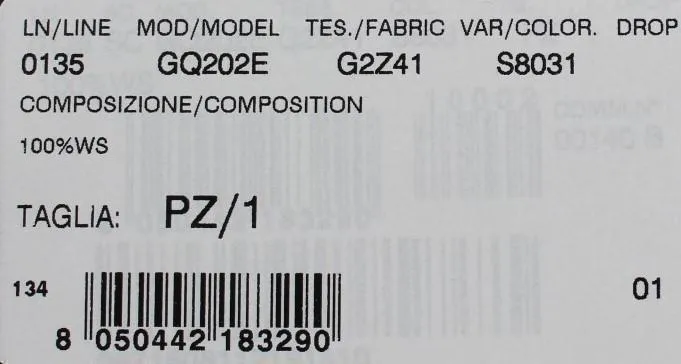 LN/LINE MOD/MODEL TES./FABRIC VAR/COLOR. DROP
0135 GQ202E G2Z41 S8031
COMPOSIZIONE/COMPOSITION
100%WS
TAGLIA: PZ/1
134 01
8 050442 183290